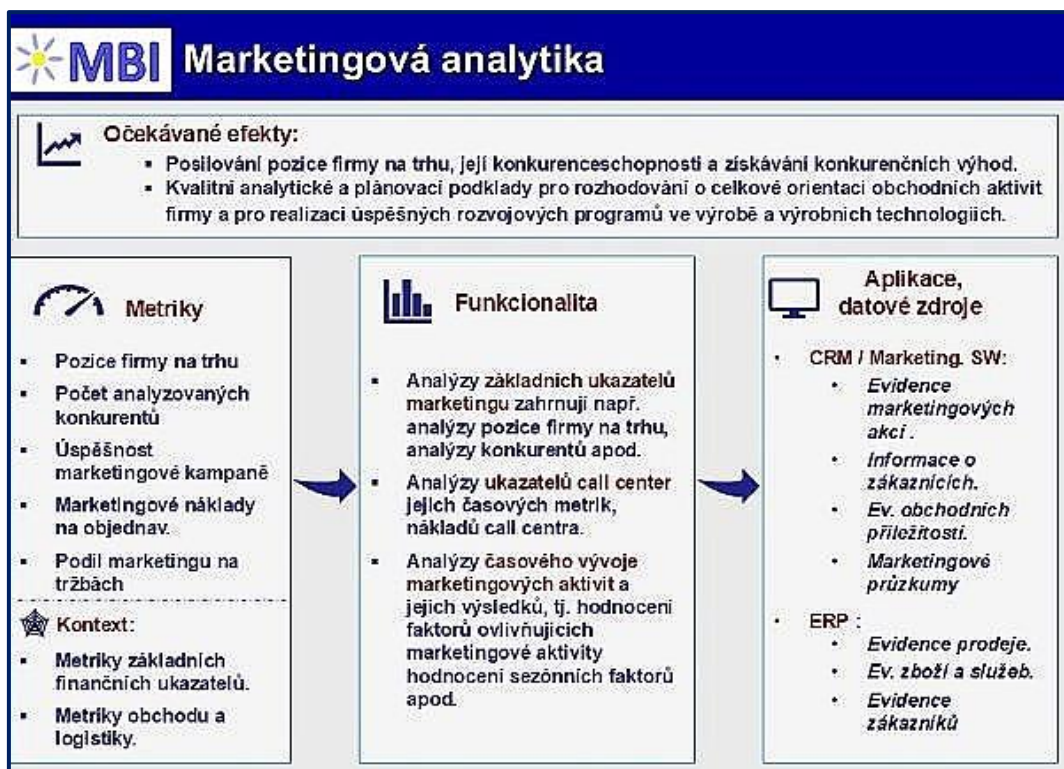 MBI Marketingová analytika
Očekávané efekty:
▪ Posilování pozice firmy na trhu, její konkurenceschopnosti a získávání konkurenčních výhod.
▪ Kvalitní analytické a plánovací podklady pro rozhodování o celkové orientaci obchodních aktivit
firmy a pro realizaci úspěšných rozvojových programů ve výrobě a výrobních technologiích.
Metriky
▪ Pozice firmy na trhu
▪ Počet analyzovaných
konkurentů
▪ Úspěšnost
marketingové kampaně
▪ Marketingové náklady
na objednav.
▪ Podíl marketingu na
tržbách
Kontext:
▪ Metriky základních
finančních ukazatelů.
▪ Metriky obchodu a
logistiky.
Funkcionalita
▪ Analýzy základních ukazatelů
marketingu zahrnují např.
analýzy pozice firmy na trhu,
analýzy konkurentů apod.
▪ Analýzy ukazatelů call center
jejich časových metrik,
nákladů call centra.
▪ Analýzy časového vývoje
marketingových aktivit a
jejich výsledků, tj. hodnocení
faktorů ovlivňujících
marketingové aktivity
hodnocení sezónních faktorů
apod.
Aplikace,
datové zdroje
• CRM / Marketing. SW:
• Evidence
marketingových
akcí .
• Informace o
zákaznících.
• Ev. obchodních
příležitostí.
• Marketingové
průzkumy
• ERP :
• Evidence prodeje.
• Ev. zboží a služeb.
• Evidence
zákazníků